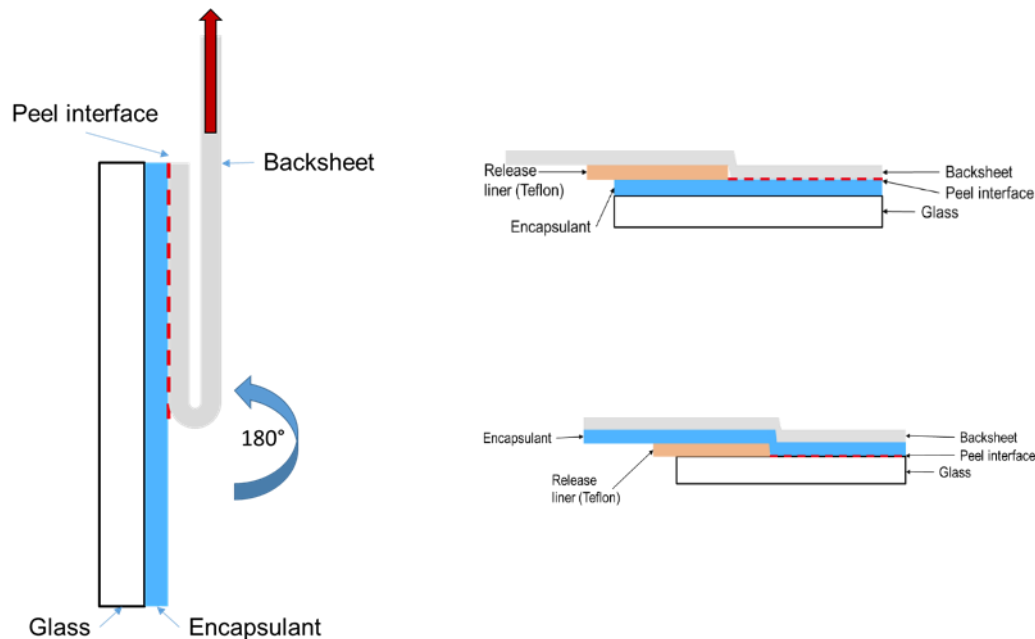 Peel interface
Backsheet
180°
Glass
Encapsulant
Release
liner (Teflon)
Encapsulant
Backsheet
Peel interface
Glass
Encapsulant
Release
liner (Teflon)
Backsheet
Peel interface
Glass